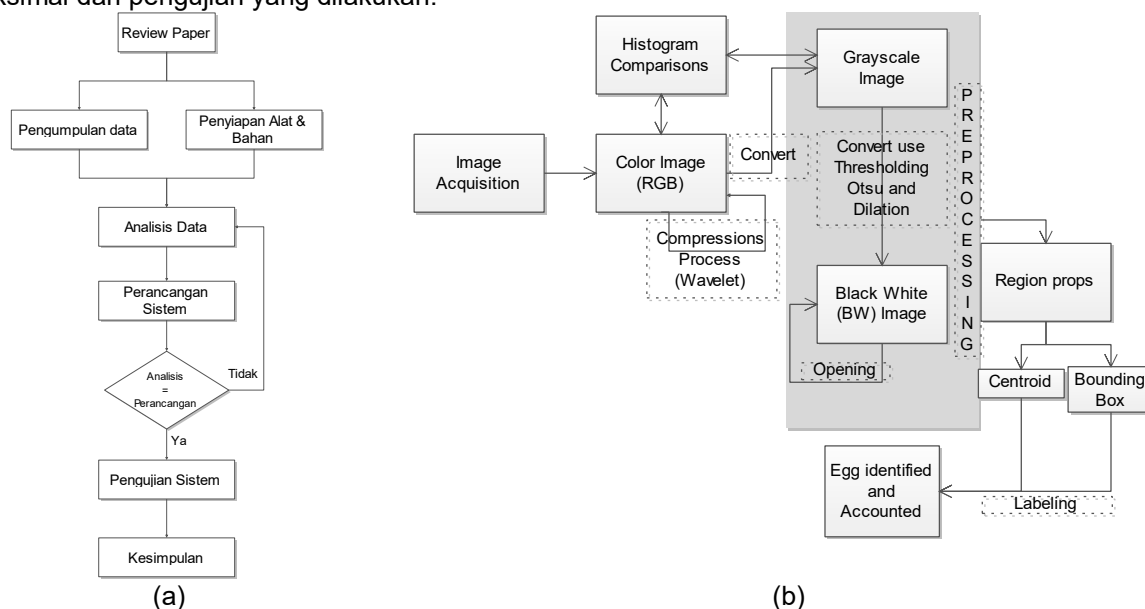 ksimal dari pengujian yang dilakukan.
Review Paper
Pengumpulan data
Penyiapan Alat &
Bahan
Analisis Data
Perancangan
Sistem
Analisis
=
Perancangan
Tidak
Ya
Pengujian Sistem
Kesimpulan
(a)
Histogram
Comparisons
Grayscale
Image
Image
Acquisition
Color Image
(RGB)
Convert
Convert use
Thresholding
Otsu and
Dilation
Compressions
Process
(Wavelet)
Black White
(BW) Image
Opening
P
R
E
P
R
O
C
E
S
S
I
N
G
Region props
Centroid
Bounding
Box
Egg identified
and
Accounted
Labeling
(b)